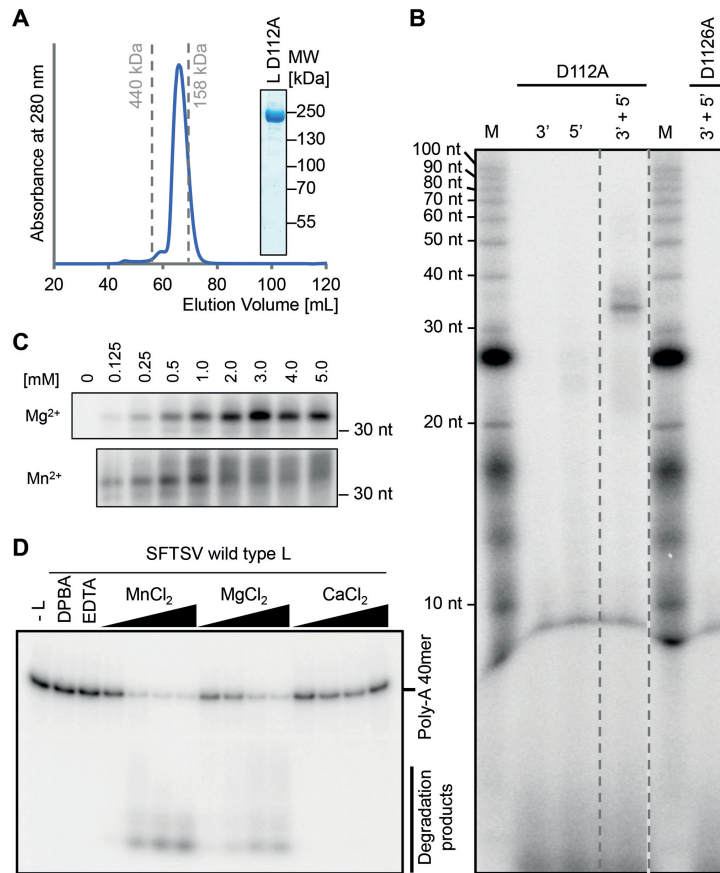 A
Absorbance at 280 nm
440 kDa
158 kDa
L D112A
MW
[kDa]
250
130
100
70
55
20 40 60 80 100 120
Elution Volume [mL]
B
D112A
D1126A
M 3’ 5’ 3’ + 5’ M 3’ + 5’
100 nt
90 nt
80 nt
70 nt
60 nt
50 nt
40 nt
30 nt
20 nt
10 nt
C
[mM] 0 0.125 0.25 0.5 1.0 2.0 3.0 4.0 5.0
Mg2+
30 nt
Mn2+
30 nt
D
SFTSV wild type L
- L DPBA EDTA MnCl2 MgCl2 CaCl2
Poly-A 40mer
Degradation
products